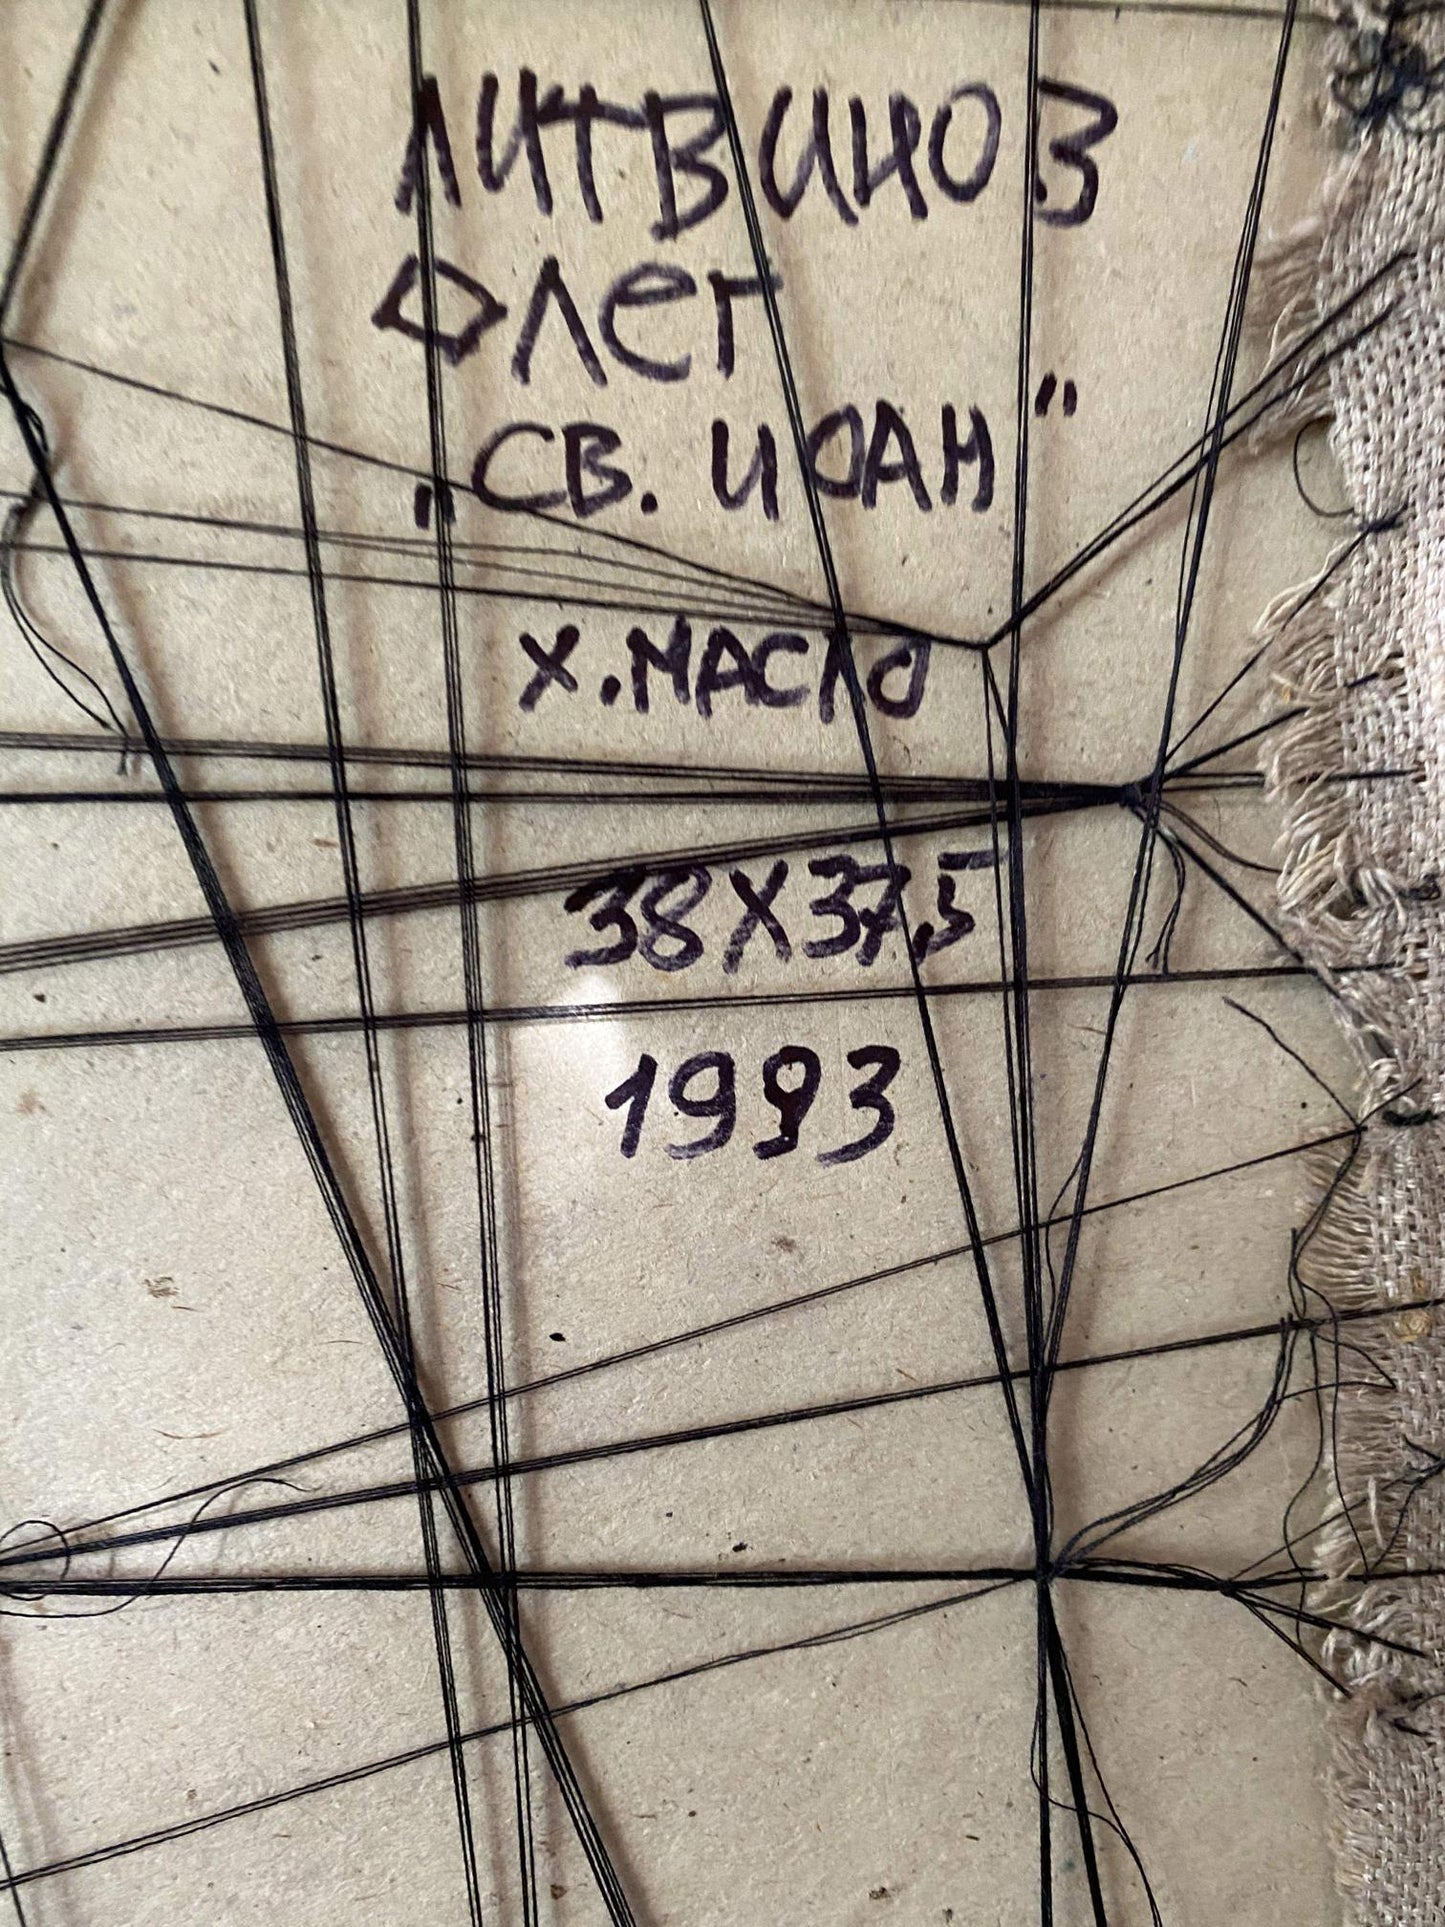 ЛИТВИНОВ
Олег
„СВ. ИОАН"
Х.МАСЛО
38Х37,5
1993